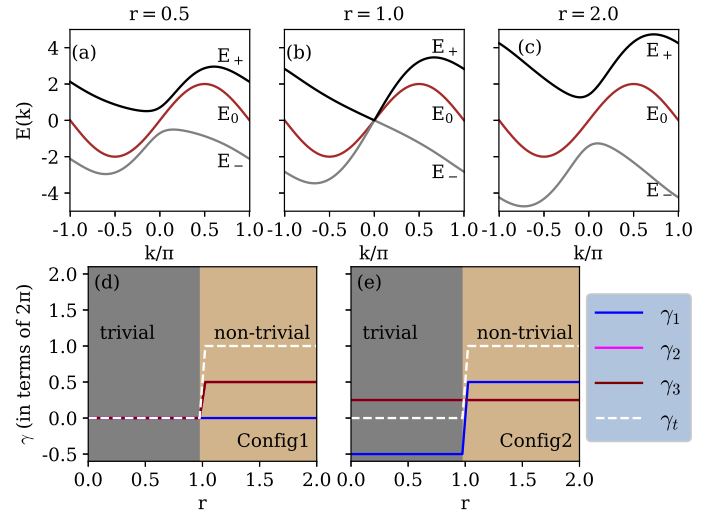 r = 0.5
r = 1.0
r = 2.0
(a)
(b)
(c)
E(k)
4
2
0
-2
-4
E+
E0
E−
E+
E0
E−
E+
E0
E−
-1.0 -0.5 0.0 0.5 1.0
-1.0 -0.5 0.0 0.5 1.0
-1.0 -0.5 0.0 0.5 1.0
k/π
k/π
k/π
γ (in terms of 2π)
2.0
1.5
1.0
0.5
0.0
-0.5
(d)
trivial
non-trivial
Config1
0.0 0.5 1.0 1.5 2.0
r
(e)
trivial
non-trivial
Config2
0.0 0.5 1.0 1.5 2.0
r
γ1
γ2
γ3
γt